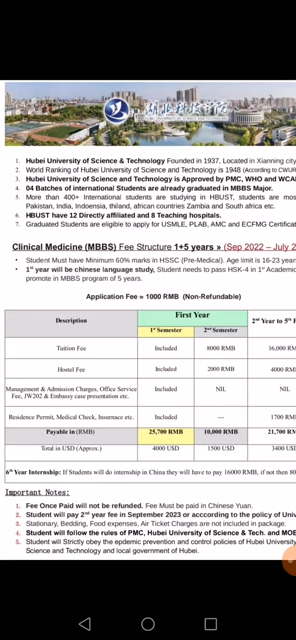 湖北科技学院
1. Hubei University of Science & Technology Founded in 1937, Located in Xianning city
2. World Ranking of Hubei University of Science & Technology is 1948 (According to CWUR
3. Hubei University of Science and Technology is Approved by PMC, WHO and WCA
4. 04 Batches of international Students are already graduated in MBBS Major.
5. More than 400+ International students are studying in HBUST, students are mos
Pakistan, India, Indoensia, thiland, african countries Zambia and South africa etc.
6. HBUST have 12 Directly affiliated and 8 Teaching hospitals.
7. Graduated Students are eligible to apply for USMLE, PLAB, AMC and ECFMG Certificat
Clinical Medicine (MBBS) Fee Structure 1+5 years » (Sep 2022 – July 2
Student must have Minimum 60% marks in HSSC (Pre-Medical). Age limit is 16-23 year
1st year will be chinese language study, Student needs to pass HSK-4 in 1st Academic
promote in MBBS program of 5 years.
Application Fee = 1000 RMB (Non-Refundable)
Description First Year 2nd Year to 5th
1st Semester 2nd Semester
Tuition Fee Included 8000 RMB 16,000 RM
Hostel Fee Included 2000 RMB 4000 RM
Management & Admission Charges, Office Service
Fee, JW202 & Embassy case presentation etc. Included NIL NIL
Residence Permit, Medical Check, Insurnace etc. Included --- 1700 RM
Payable in (RMB) 25,700 RMB 10,000 RMB 21,700 RM
Total in USD (Approx.) 4000 USD 1500 USD 3400 USD
6th Year Internship: If Students will do internship in China they will have to pay 16000 RMB, if not then 80
Important Notes:
1. Fee Once Paid will not be refunded. Fee Must be paid in Chinese Yuan.
2. Student will pay 2nd year fee in September 2023 or acccording to the policy of Univ
3. Stationary, Bedding, Food expenses, Air Ticket Charges are not included in package.
4. Student will follow the rules of PMC, Hubei University of Science & Tech. and MOE
5. Student will Strictly obey the epdemic prevention and control policies of Hubei University
Science and Technology and local government of Hubei.